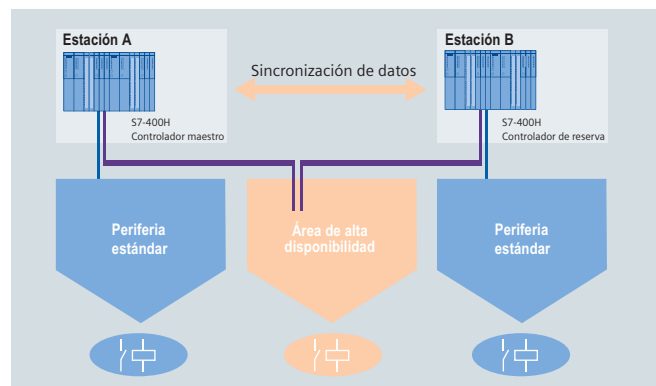 Estación A
Estación B
Sincronización de datos
S7-400H
Controlador maestro
S7-400H
Controlador de reserva
Periferia
estándar
Área de alta
disponibilidad
Periferia
estándar